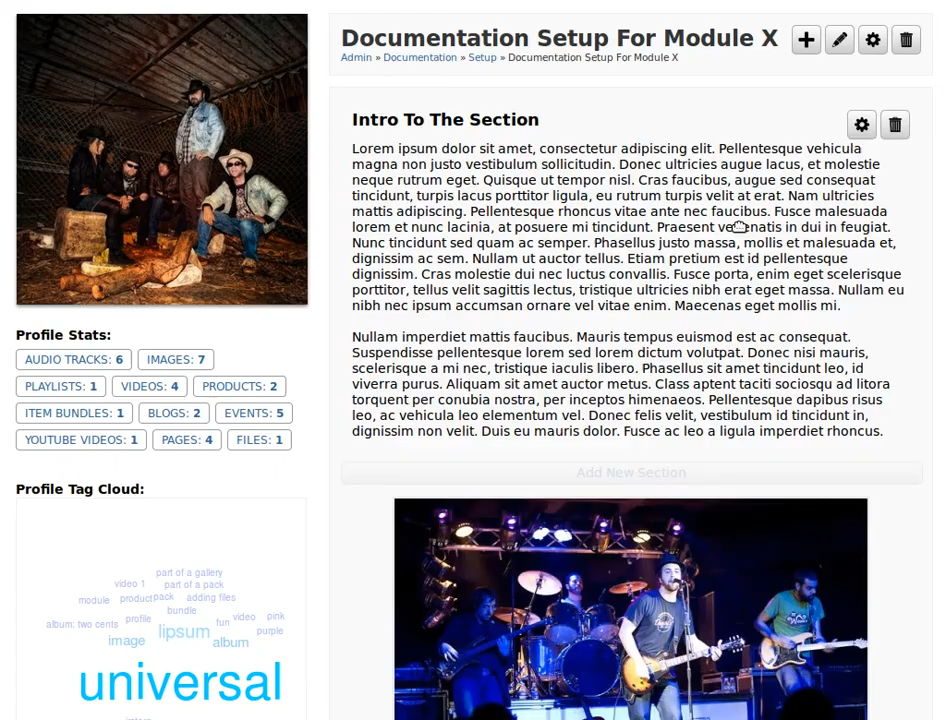 Documentation Setup For Module X
Admin » Documentation » Setup » Documentation Setup For Module X
Intro To The Section
Lorem ipsum dolor sit amet, consectetur adipiscing elit. Pellentesque vehicula
magna non justo vestibulum sollicitudin. Donec ultricies augue lacus, et molestie
neque rutrum eget. Quisque ut tempor nisl. Cras faucibus, augue sed consequat
tincidunt, turpis lacus porttitor ligula, eu rutrum turpis velit at erat. Nam ultricies
mattis adipiscing. Pellentesque rhoncus vitae ante nec faucibus. Fusce malesuada
lorem et nunc lacinia, at posuere mi tincidunt. Praesent venenatis in dui in feugiat.
Nunc tincidunt sed quam ac semper. Phasellus justo massa, mollis et malesuada et,
dignissim ac sem. Nullam ut auctor tellus. Etiam pretium est id pellentesque
dignissim. Cras molestie dui nec luctus convallis. Fusce porta, enim eget scelerisque
porttitor, tellus velit sagittis lectus, tristique ultricies nibh erat eget massa. Nullam eu
nibh nec ipsum accumsan ornare vel vitae enim. Maecenas eget mollis mi.
Nullam imperdiet mattis faucibus. Mauris tempus euismod est ac consequat.
Suspendisse pellentesque lorem sed lorem dictum volutpat. Donec nisi mauris,
scelerisque a mi nec, tristique iaculis libero. Phasellus sit amet tincidunt leo, id
viverra purus. Aliquam sit amet auctor metus. Class aptent taciti sociosqu ad litora
torquent per conubia nostra, per inceptos himenaeos. Pellentesque dapibus risus
leo, ac vehicula leo elementum vel. Donec felis velit, vestibulum id tincidunt in,
dignissim non velit. Duis eu mauris dolor. Fusce ac leo a ligula imperdiet rhoncus.
Add New Section
Profile Stats:
AUDIO TRACKS: 6 IMAGES: 7
PLAYLISTS: 1 VIDEOS: 4 PRODUCTS: 2
ITEM BUNDLES: 1 BLOGS: 2 EVENTS: 5
YOUTUBE VIDEOS: 1 PAGES: 4 FILES: 1
Profile Tag Cloud:
part of a gallery
video 1 part of a pack
module product pack adding files
bundle
album: two cents profile fun video pink
lipsum purple
image album
universal